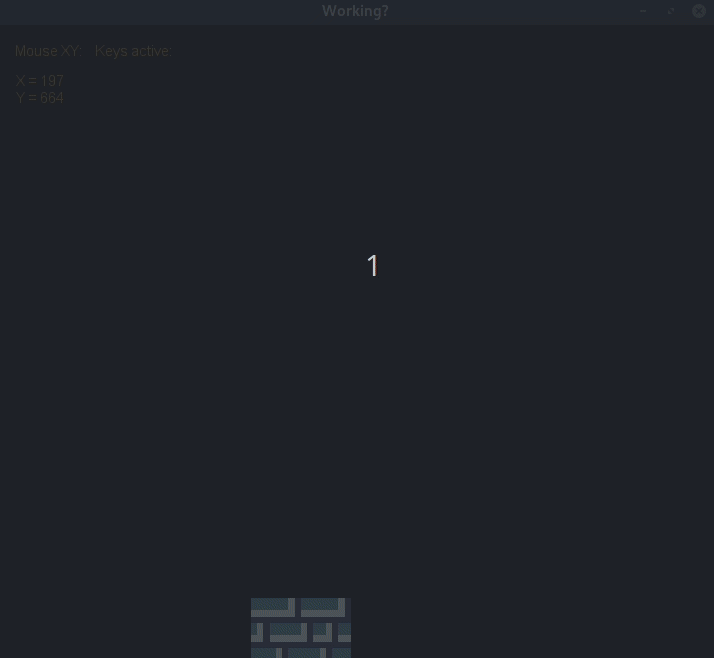 Working?
Mouse XY: Keys active:
X = 197
Y = 664
1